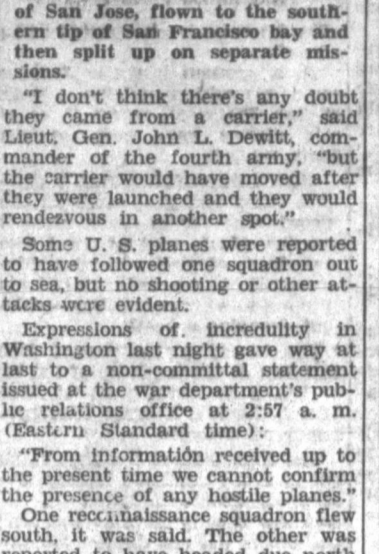 of San Jose, flown to the south-
ern tip of San Francisco bay and
then split up on separate mis-
sions.
"I don't think there's any doubt
they came from a carrier," said
Lieut. Gen. John L. Dewitt, com-
mander of the fourth army, "but
the carrier would have moved after
they were launched and they would
rendezvous in another spot."
Some U. S. planes were reported
to have followed one squadron out
to sea, but no shooting or other at-
tacks were evident.
Expressions of incredulity in
Washington last night gave way at
last to a non-committal statement
issued at the war department's pub-
lic relations office at 2:57 a. m.
(Eastern Standard time):
"From information received up to
the present time we cannot confirm
the presence of any hostile planes."
One reconnaissance squadron flew
south, it was said. The other was
reported to have headed due north